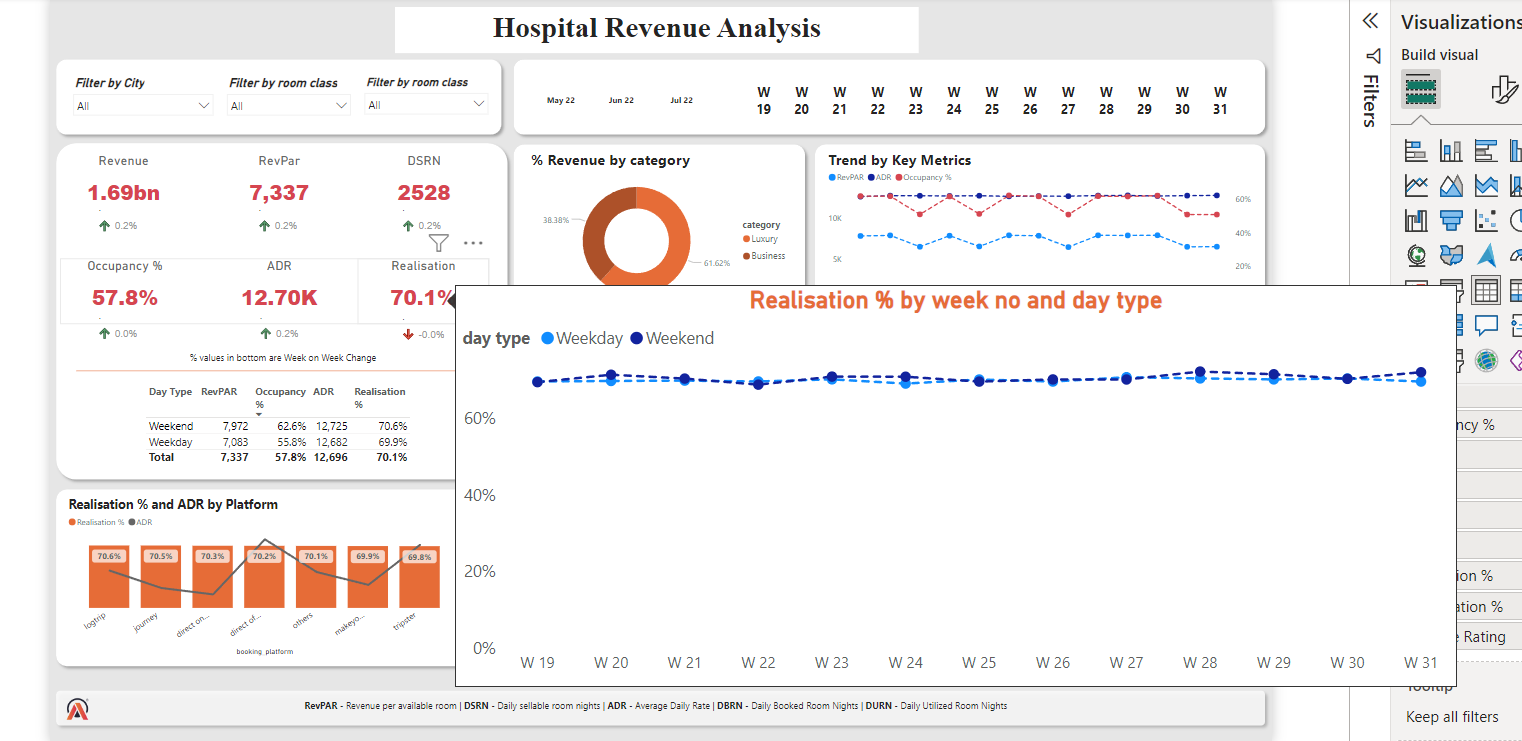 Hospital Revenue Analysis
Visualizations
Build visual
Filters
Filter by City
Filter by room class
Filter by room class
All
All
All
May 22
Jun 22
Jul 22
W 19
W 20
W 21
W 22
W 23
W 24
W 25
W 26
W 27
W 28
W 29
W 30
W 31
Revenue
RevPar
DSRN
1.69bn
7,337
2528
0.2%
0.2%
0.2%
Occupancy %
ADR
Realisation
57.8%
12.70K
70.1%
0.0%
0.2%
-0.0%
% values in bottom are Week on Week Change
Day Type RevPAR Occupancy % ADR Realisation %
Weekend 7,972 62.6% 12,725 70.6%
Weekday 7,083 55.8% 12,682 69.9%
Total 7,337 57.8% 12,696 70.1%
% Revenue by category
38.38%
61.62%
category
Luxury
Business
Trend by Key Metrics
RevPAR ADR Occupancy %
10K
5K
60%
40%
20%
Realisation % by week no and day type
day type Weekday Weekend
60%
40%
20%
0%
W 19 W 20 W 21 W 22 W 23 W 24 W 25 W 26 W 27 W 28 W 29 W 30 W 31
Realisation % and ADR by Platform
Realisation % ADR
70.6% 70.5% 70.3% 70.2% 70.1% 69.9% 69.8%
logtrip journey direct on... direct of... others makeyo... tripster
booking_platform
ncy %
ion %
ation %
Rating
Tooltip
Keep all filters
RevPAR - Revenue per available room | DSRN - Daily sellable room nights | ADR - Average Daily Rate | DBRN - Daily Booked Room Nights | DURN - Daily Utilized Room Nights